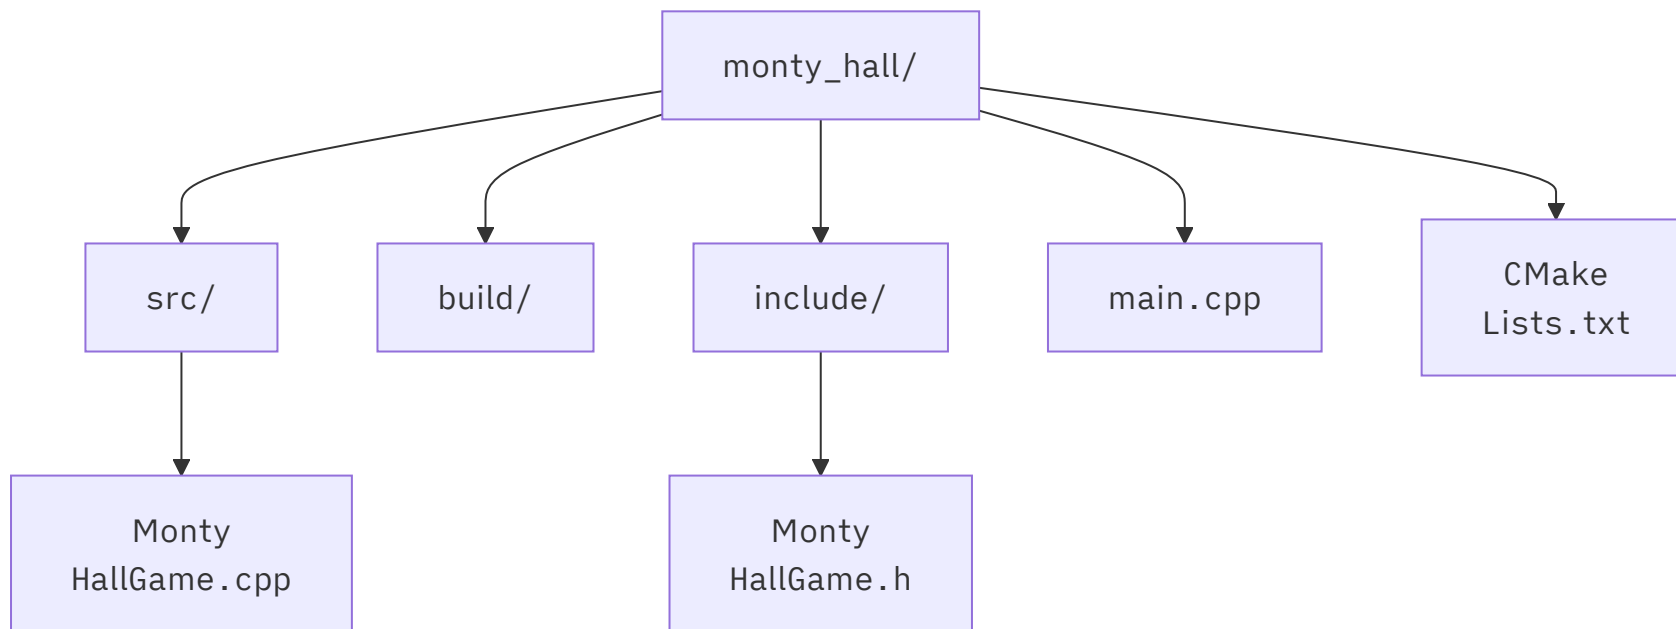 monty_hall/
src/
build/
include/
main.cpp
CMake
Lists.txt
Monty
HallGame.cpp
Monty
HallGame.h